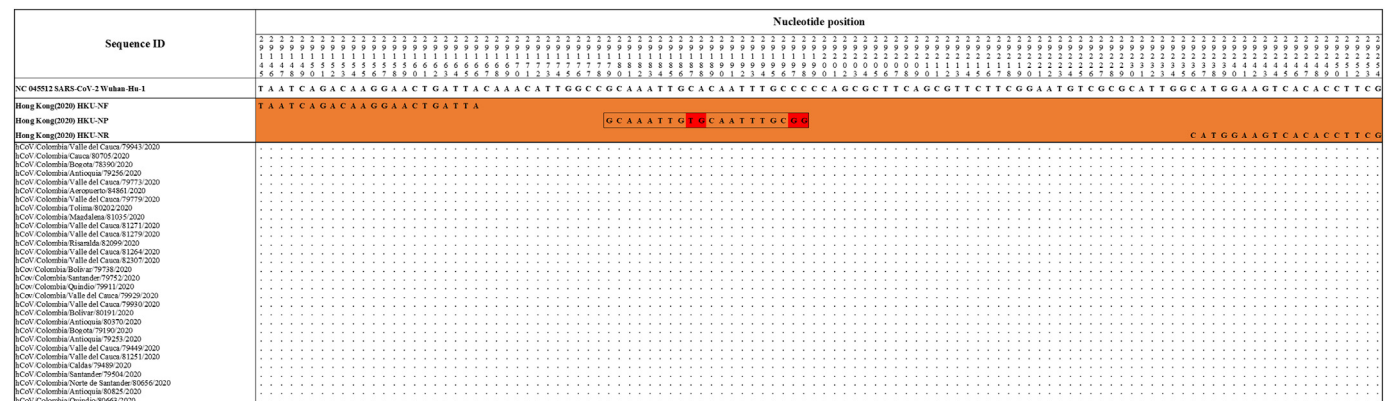 Sequence ID
Nucleotide position
NC 045512 SARS-CoV-2 Wuhan-Hu-1 T A A T C A G A C A A G G A A C T G A T T A C A A A C A T T G G C C G C A A A T T G C A C A A T T T G C C C C C A G C G C T T C A G C G T T C T T C G G A A T G T C G C G C A T G G A A G T C A C A C C T T C G
Hong Kong(2020) HKU-NF T A A T C A G A C A A G G A A C T G A T T A
Hong Kong(2020) HKU-NP G C A A A T T G T G C A A T T T G C G G
Hong Kong(2020) HKU-NR C A T G G A A G T C A C A C C T T C G
hCoV/Colombia/Valle del Cauca/79943/2020
hCoV/Colombia/Cauca/80705/2020
hCoV/Colombia/Bogota/78390/2020
hCoV/Colombia/Antioquia/79256/2020
hCoV/Colombia/Valle del Cauca/79773/2020
hCoV/Colombia/Aeropuerto/84861/2020
hCoV/Colombia/Valle del Cauca/79779/2020
hCoV/Colombia/Tolima/80202/2020
hCoV/Colombia/Magdalena/81035/2020
hCoV/Colombia/Valle del Cauca/81271/2020
hCoV/Colombia/Valle del Cauca/81279/2020
hCoV/Colombia/Risaralda/82099/2020
hCoV/Colombia/Valle del Cauca/81264/2020
hCoV/Colombia/Valle del Cauca/82307/2020
hCov/Colombia/Bolivar/79738/2020
hCov/Colombia/Santander/79752/2020
hCov/Colombia/Quindio/79911/2020
hCov/Colombia/Valle del Cauca/79929/2020
hCoV/Colombia/Valle del Cauca/79930/2020
hCoV/Colombia/Bolivar/80191/2020
hCoV/Colombia/Antioquia/80370/2020
hCoV/Colombia/Bogota/79190/2020
hCoV/Colombia/Antioquia/79253/2020
hCoV/Colombia/Valle del Cauca/79449/2020
hCoV/Colombia/Valle del Cauca/81251/2020
hCoV/Colombia/Caldas/79489/2020
hCoV/Colombia/Santander/79504/2020
hCoV/Colombia/Norte de Santander/80656/2020
hCoV/Colombia/Antioquia/80825/2020
hCoV/Colombia/Quindio/80663/2020